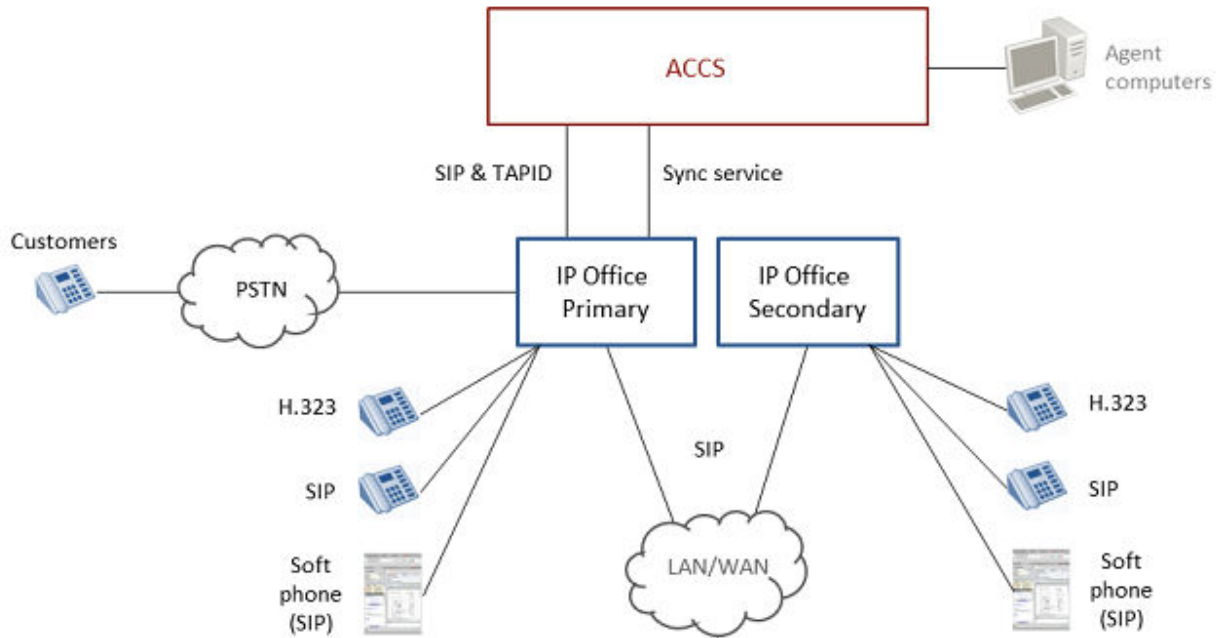 ACCS
Agent
computers
SIP & TAPID
Sync service
Customers
PSTN
IP Office
Primary
IP Office
Secondary
H.323
H.323
SIP
SIP
SIP
LAN/WAN
Soft
phone
(SIP)
Soft
phone
(SIP)